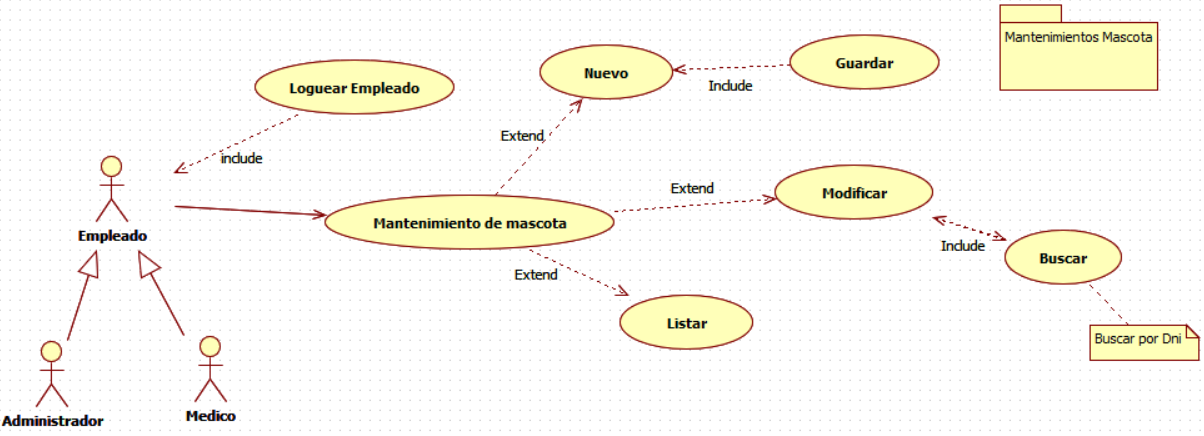 Mantenimientos Mascota
Nuevo
Guardar
Include
Loguear Empleado
Extend
include
Extend
Modificar
Empleado
Mantenimiento de mascota
Include
Buscar
Extend
Listar
Buscar por Dni
Administrador
Medico